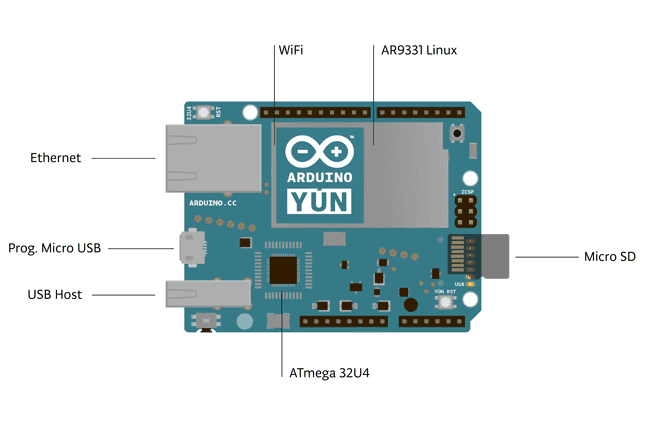 WiFi
AR9331 Linux
32U4
RST
Ethernet
ARDUINO
YÚN
ICSP
ARDUINO.CC
Prog. Micro USB
Micro SD
USB
USB Host
YÚN RST
ATmega 32U4